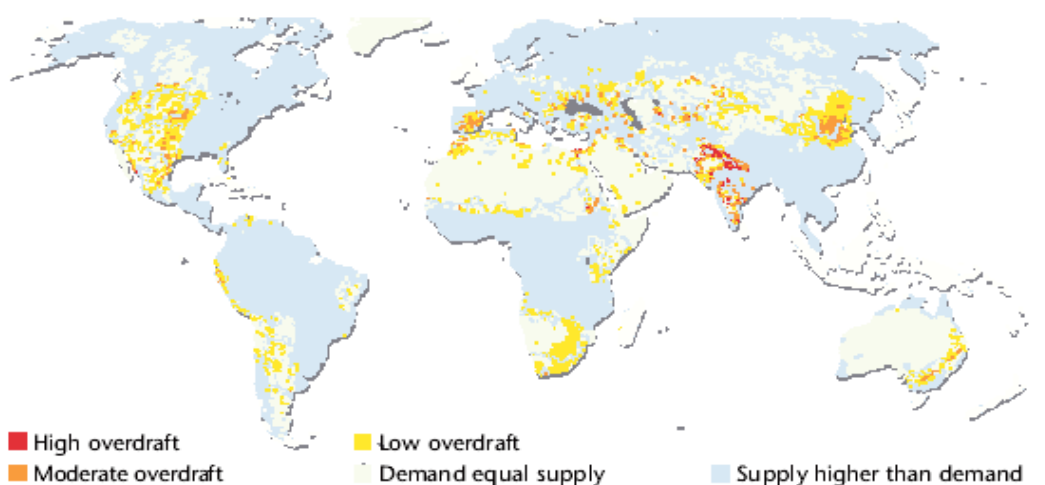 High overdraft
Low overdraft
Moderate overdraft
Demand equal supply
Supply higher than demand